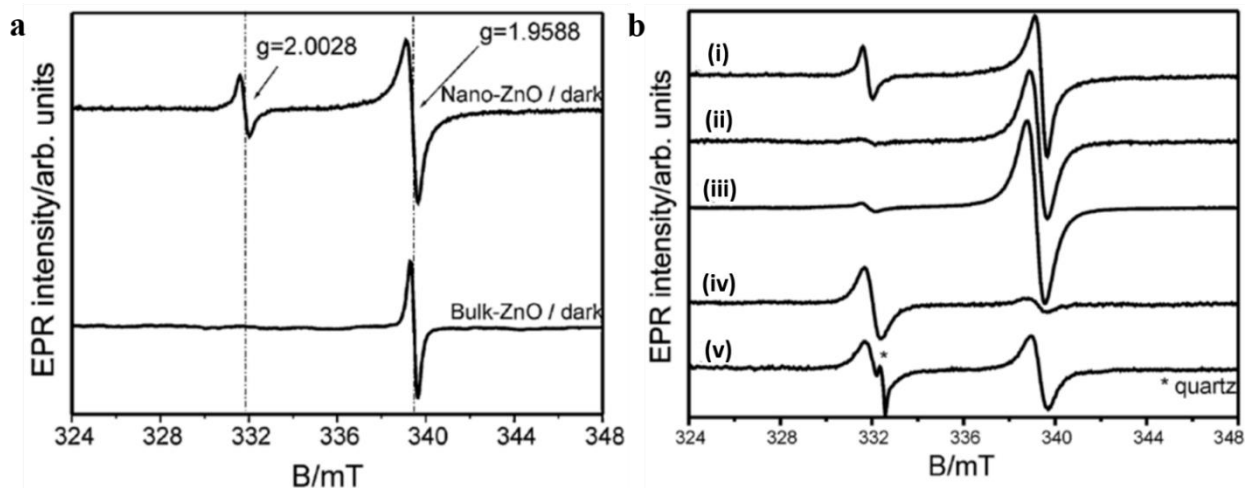 a
EPR intensity/arb. units
g=2.0028
g=1.9588
Nano-ZnO / dark
Bulk-ZnO / dark
324 328 332 336 340 344 348
B/mT
b
EPR intensity/arb. units
(i)
(ii)
(iii)
(iv)
(v)
*
* quartz
324 328 332 336 340 344 348
B/mT